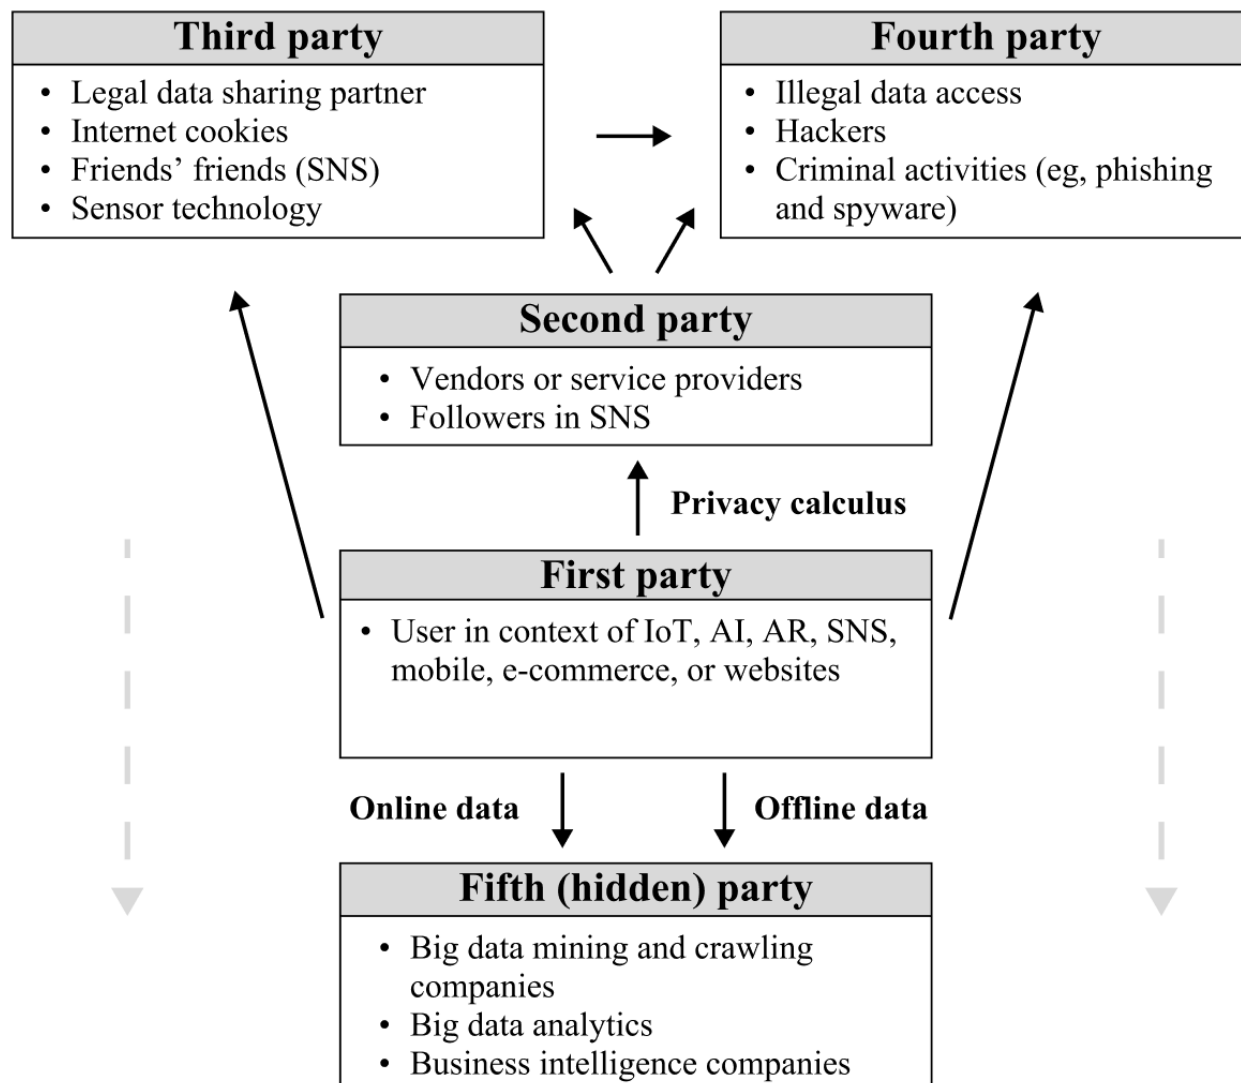 Third party
• Legal data sharing partner
• Internet cookies
• Friends’ friends (SNS)
• Sensor technology
Fourth party
• Illegal data access
• Hackers
• Criminal activities (eg, phishing
and spyware)
Second party
• Vendors or service providers
• Followers in SNS
Privacy calculus
First party
• User in context of IoT, AI, AR, SNS,
mobile, e-commerce, or websites
Online data
Offline data
Fifth (hidden) party
• Big data mining and crawling
companies
• Big data analytics
• Business intelligence companies